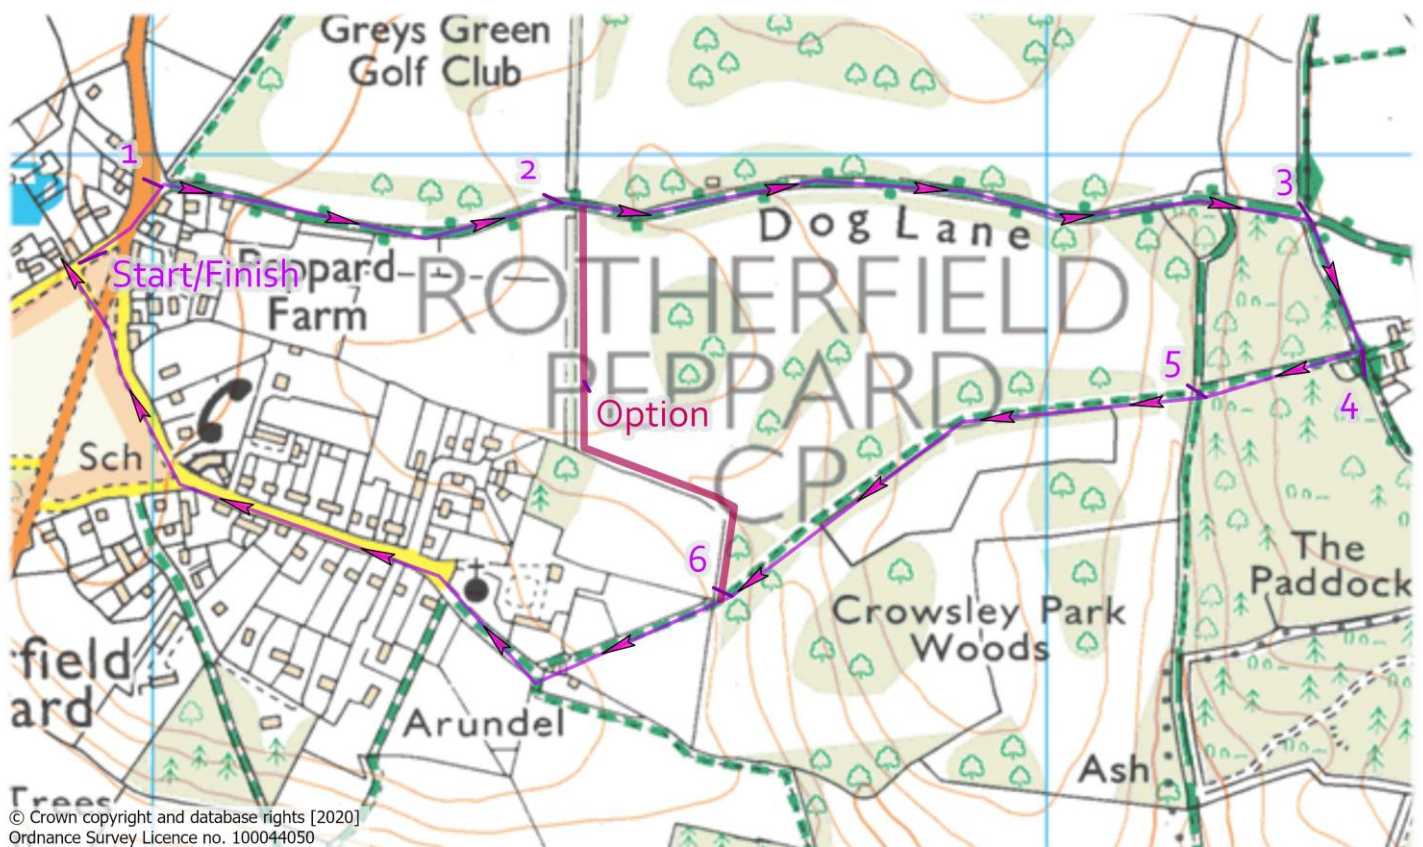 Greys Green
Golf Club
1
2
3
Dog Lane
Start/Finish
Peppard
Farm
ROTHERFIELD
PEPPARD
CP
5
4
Option
Sch
6
The
Paddock
Crowsley Park
Woods
rfield
ard
Arundel
Ash
Trees
© Crown copyright and database rights [2020]
Ordnance Survey Licence no. 100044050